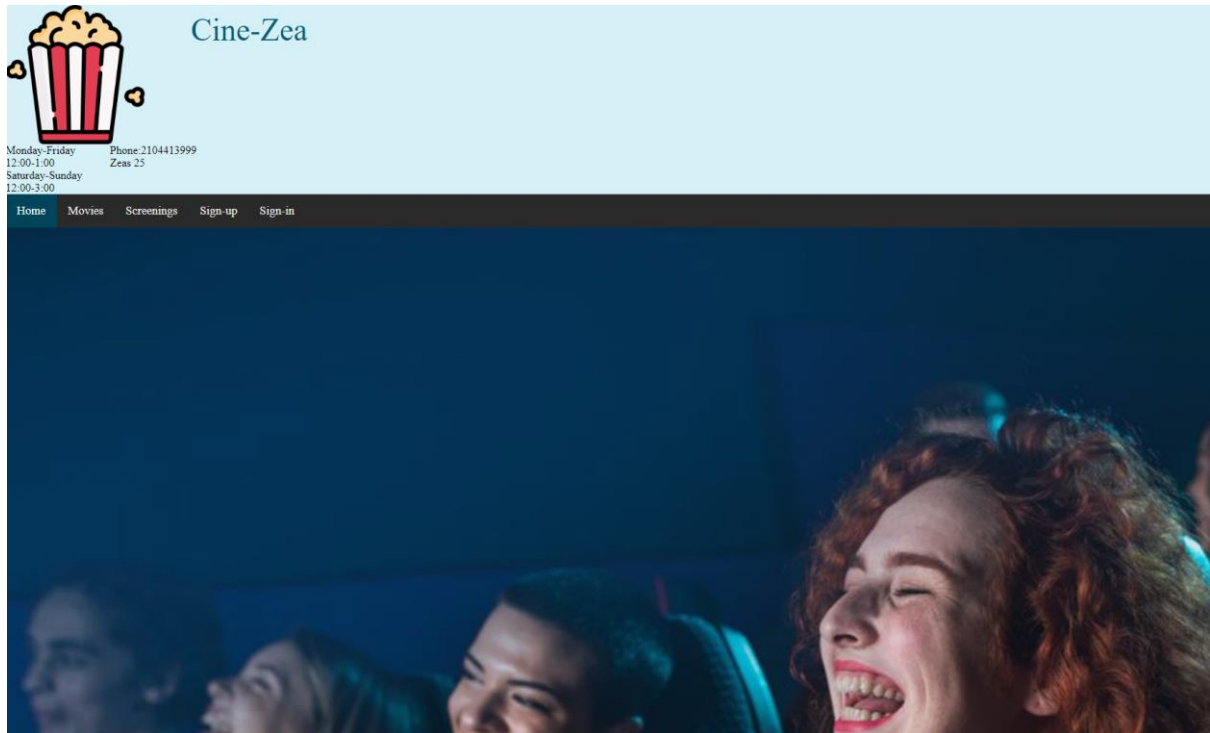 Cine-Zea
Monday-Friday
12:00-1:00
Saturday-Sunday
12:00-3:00
Phone:2104413999
Zeas 25
Home Movies Screenings Sign-up Sign-in